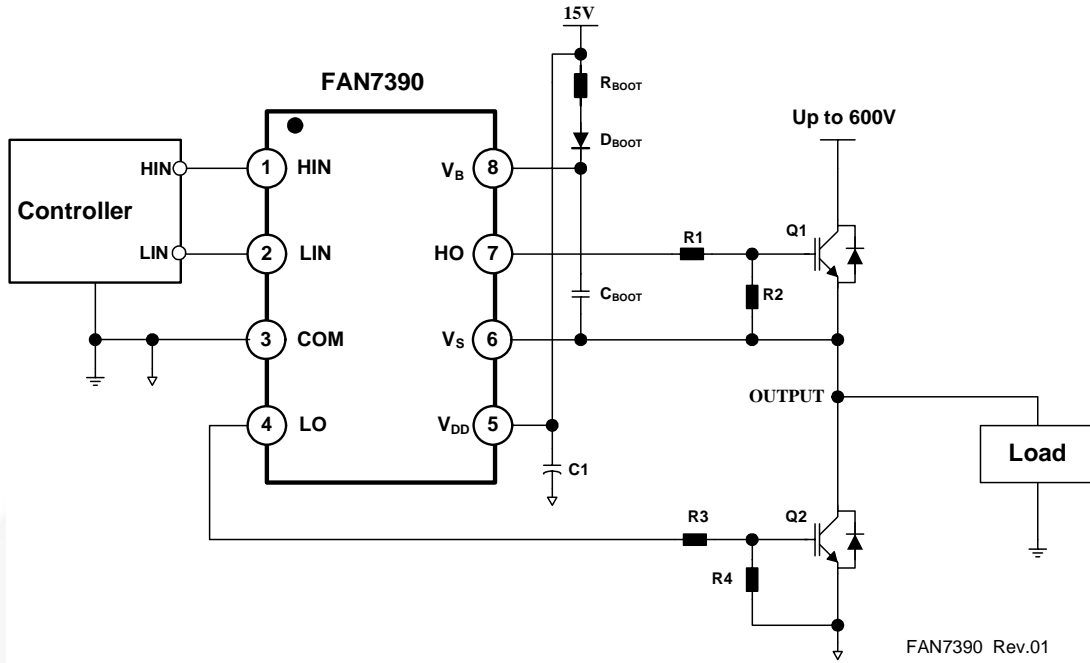 15V
FAN7390
RBOOT
Up to 600V
DBOOT
HIN
1
HIN
VB
8
Controller
R1
Q1
LIN
2
LIN
HO
7
R2
CBOOT
3
COM
VS
6
OUTPUT
4
LO
VDD
5
Load
C1
R3
Q2
R4
FAN7390 Rev.01